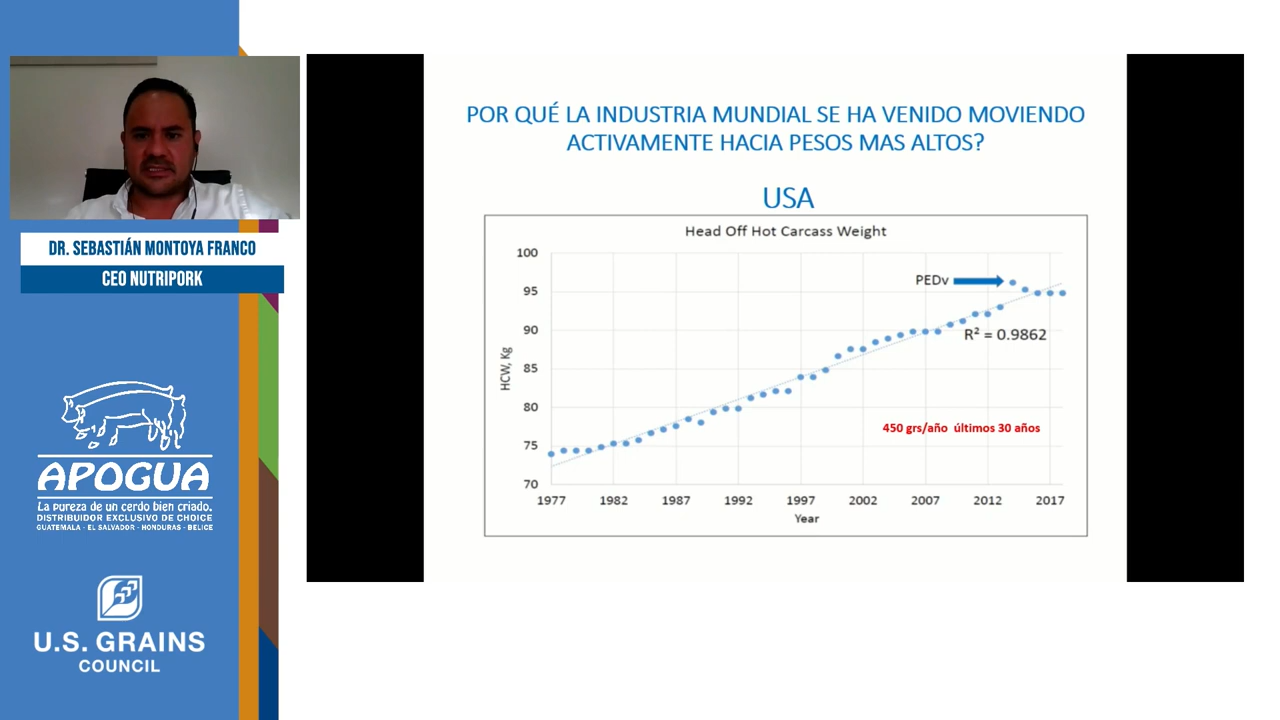 DR. SEBASTIÁN MONTOYA FRANCO
CEO NUTRIPORK
APOGUA
La pureza de un cerdo bien criado.
DISTRIBUIDOR EXCLUSIVO DE CHOICE
GUATEMALA - EL SALVADOR - HONDURAS - BELICE
U.S. GRAINS
COUNCIL
POR QUÉ LA INDUSTRIA MUNDIAL SE HA VENIDO MOVIENDO
ACTIVAMENTE HACIA PESOS MAS ALTOS?
USA
Head Off Hot Carcass Weight
HCW, Kg
100
95
90
85
80
75
70
PEDv
R² = 0.9862
450 grs/año últimos 30 años
1977 1982 1987 1992 1997 2002 2007 2012 2017
Year